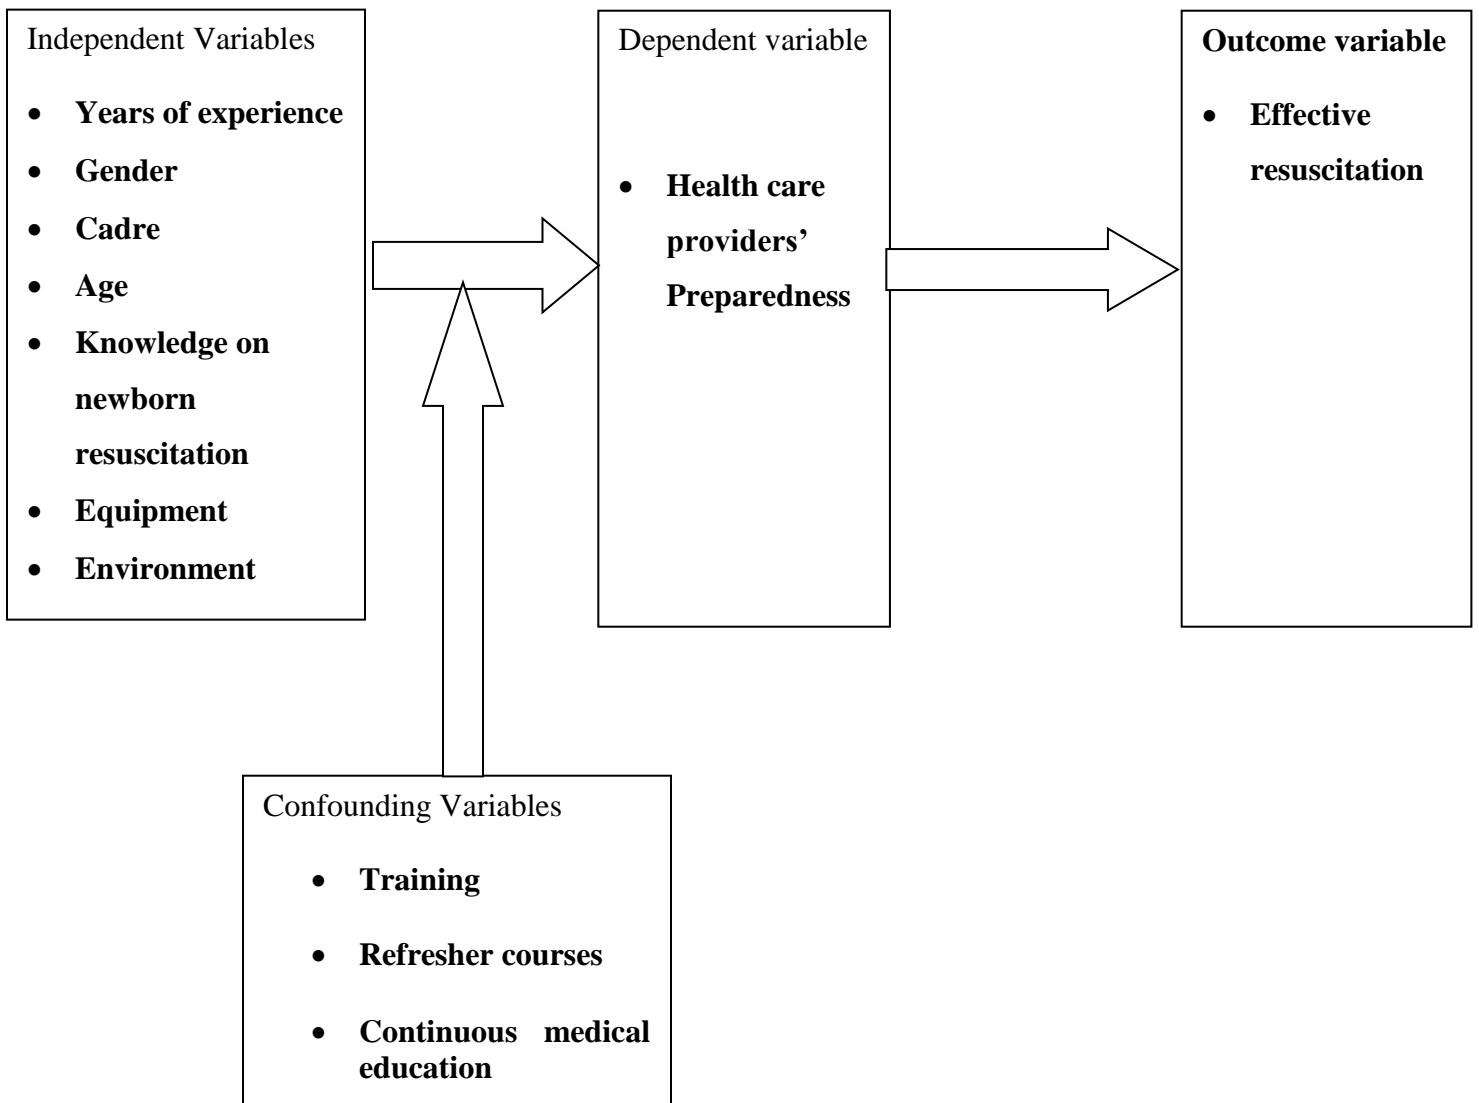 Independent Variables
• Years of experience
• Gender
• Cadre
• Age
• Knowledge on
newborn
resuscitation
• Equipment
• Environment
Dependent variable
• Health care
providers’
Preparedness
Outcome variable
• Effective
resuscitation
Confounding Variables
• Training
• Refresher courses
• Continuous medical
education